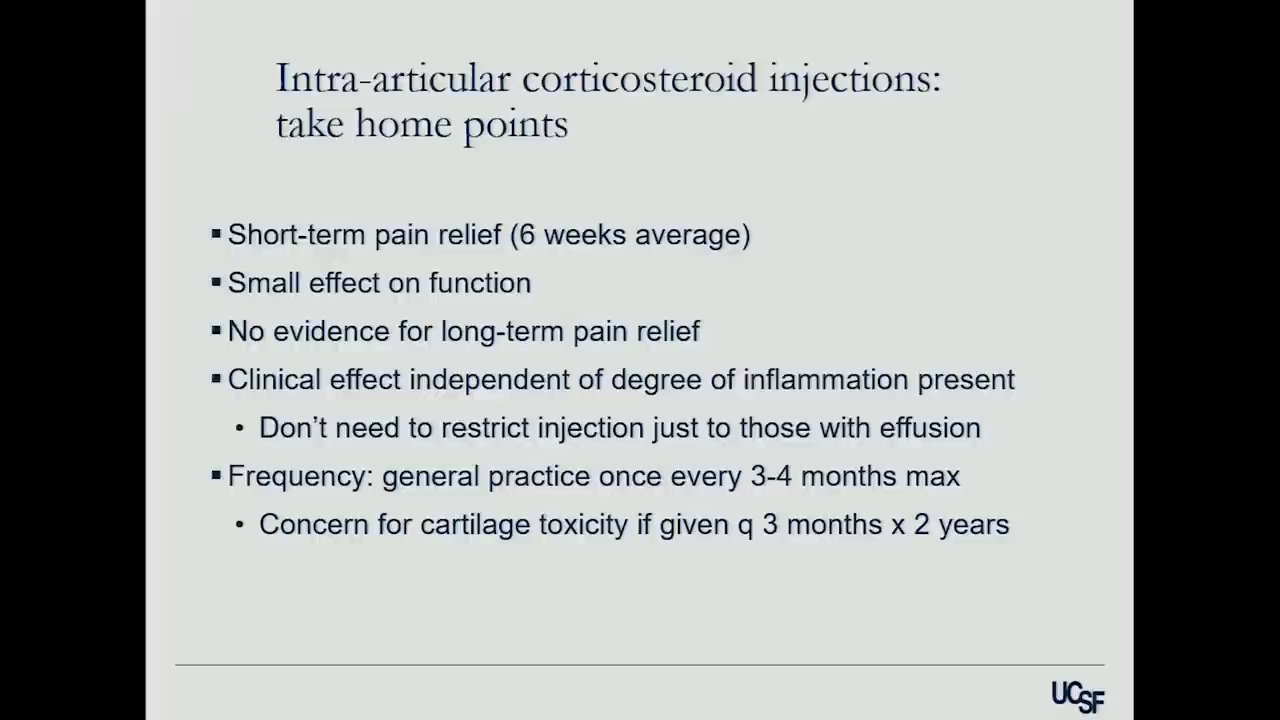 Intra-articular corticosteroid injections:
take home points
▪ Short-term pain relief (6 weeks average)
▪ Small effect on function
▪ No evidence for long-term pain relief
▪ Clinical effect independent of degree of inflammation present
• Don’t need to restrict injection just to those with effusion
▪ Frequency: general practice once every 3-4 months max
• Concern for cartilage toxicity if given q 3 months x 2 years
UCSF